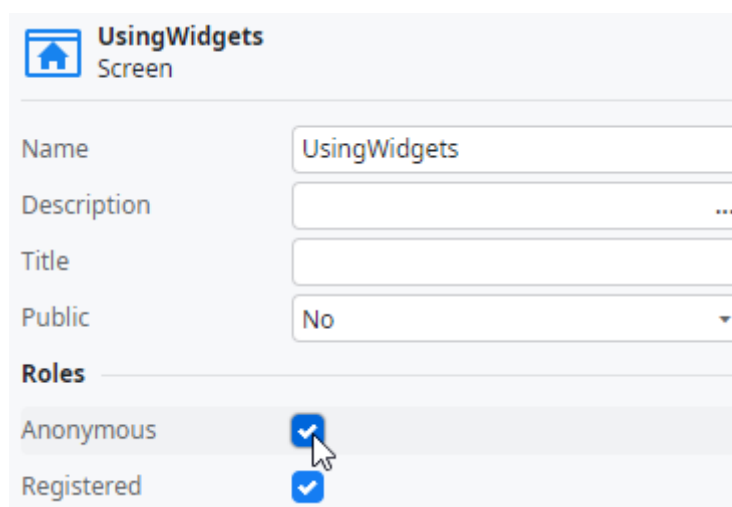 UsingWidgets
Screen
Name UsingWidgets
Description ...
Title
Public No
Roles
Anonymous
Registered